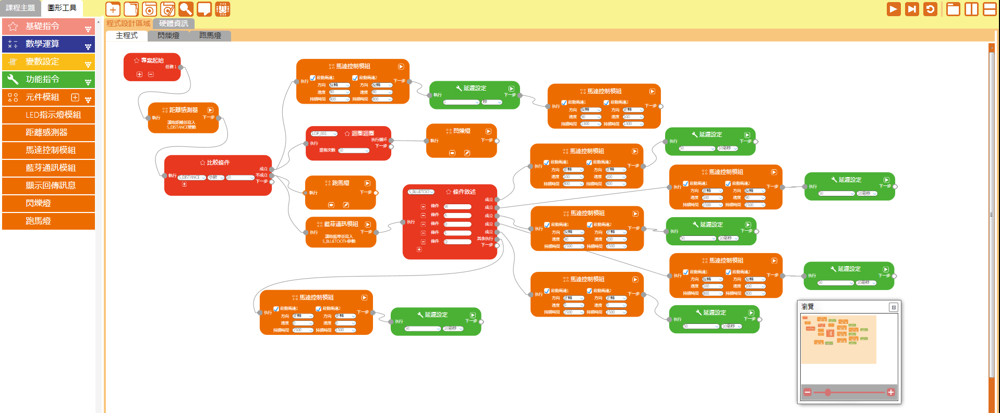 課程主題
圖形工具
基礎指令
數學運算
變數設定
功能指令
元件模組
LED指示燈模組
距離感測器
馬達控制模組
藍芽通訊模組
顯示回傳訊息
閃爍燈
跑馬燈
程式設計區域
硬體資訊
主程式
閃爍燈
跑馬燈
專案起始
任務 1
距離感測器
執行
下一步
讀取距離並寫入
S_DISTANCE變數
比較條件
成立
不成立
下一步
執行
S_DISTANCE
小於
10
馬達控制模組
执行
啟動馬達1
啟動馬達2
下一步
方向 反轉
方向 反轉
速度 80
速度 80
持續時間 800
持續時間 800
延遲設定
執行
下一步
秒
馬達控制模組
执行
啟動馬達1
啟動馬達2
下一步
方向 反轉
方向 正轉
速度 90
速度 100
持續時間 1300
持續時間 1300
LOP_001
迴圈迴圈
执行
执行循环
下一步
重複次數 10
閃爍燈
執行
下一步
跑馬燈
執行
下一步
藍芽通訊模組
执行
下一步
讀取藍芽並寫入
S_BLUETOOTH參數
S_BLUETOO
條件敘述
执行
條件 W
條件 A
條件 D
條件 S
條件 Q
成立
成立
成立
成立
成立
其余执行
下一步
馬達控制模組
执行
啟動馬達1
啟動馬達2
下一步
方向 正轉
方向 正轉
速度 100
速度 100
持續時間 800
持續時間 800
延遲設定
执行
下一步
50
10毫秒
馬達控制模組
执行
啟動馬達1
啟動馬達2
下一步
方向 正轉
方向 反轉
速度 100
速度 90
持續時間 1500
持續時間 1500
延遲設定
执行
下一步
50
10毫秒
馬達控制模組
执行
啟動馬達1
啟動馬達2
下一步
方向 反轉
方向 正轉
速度 90
速度 100
持續時間 1500
持續時間 1500
延遲設定
执行
下一步
50
10毫秒
馬達控制模組
执行
啟動馬達1
啟動馬達2
下一步
方向 反轉
方向 反轉
速度 100
速度 100
持續時間 800
持續時間 800
延遲設定
执行
下一步
50
10毫秒
馬達控制模組
执行
啟動馬達1
啟動馬達2
下一步
方向 正轉
方向 正轉
速度 0
速度 0
持續時間 1500
持續時間 1500
延遲設定
执行
下一步
50
10毫秒
馬達控制模組
执行
啟動馬達1
啟動馬達2
下一步
方向 正轉
方向 正轉
速度 0
速度 0
持續時間 1500
持續時間 1500
延遲設定
执行
下一步
50
10毫秒
瀏覽